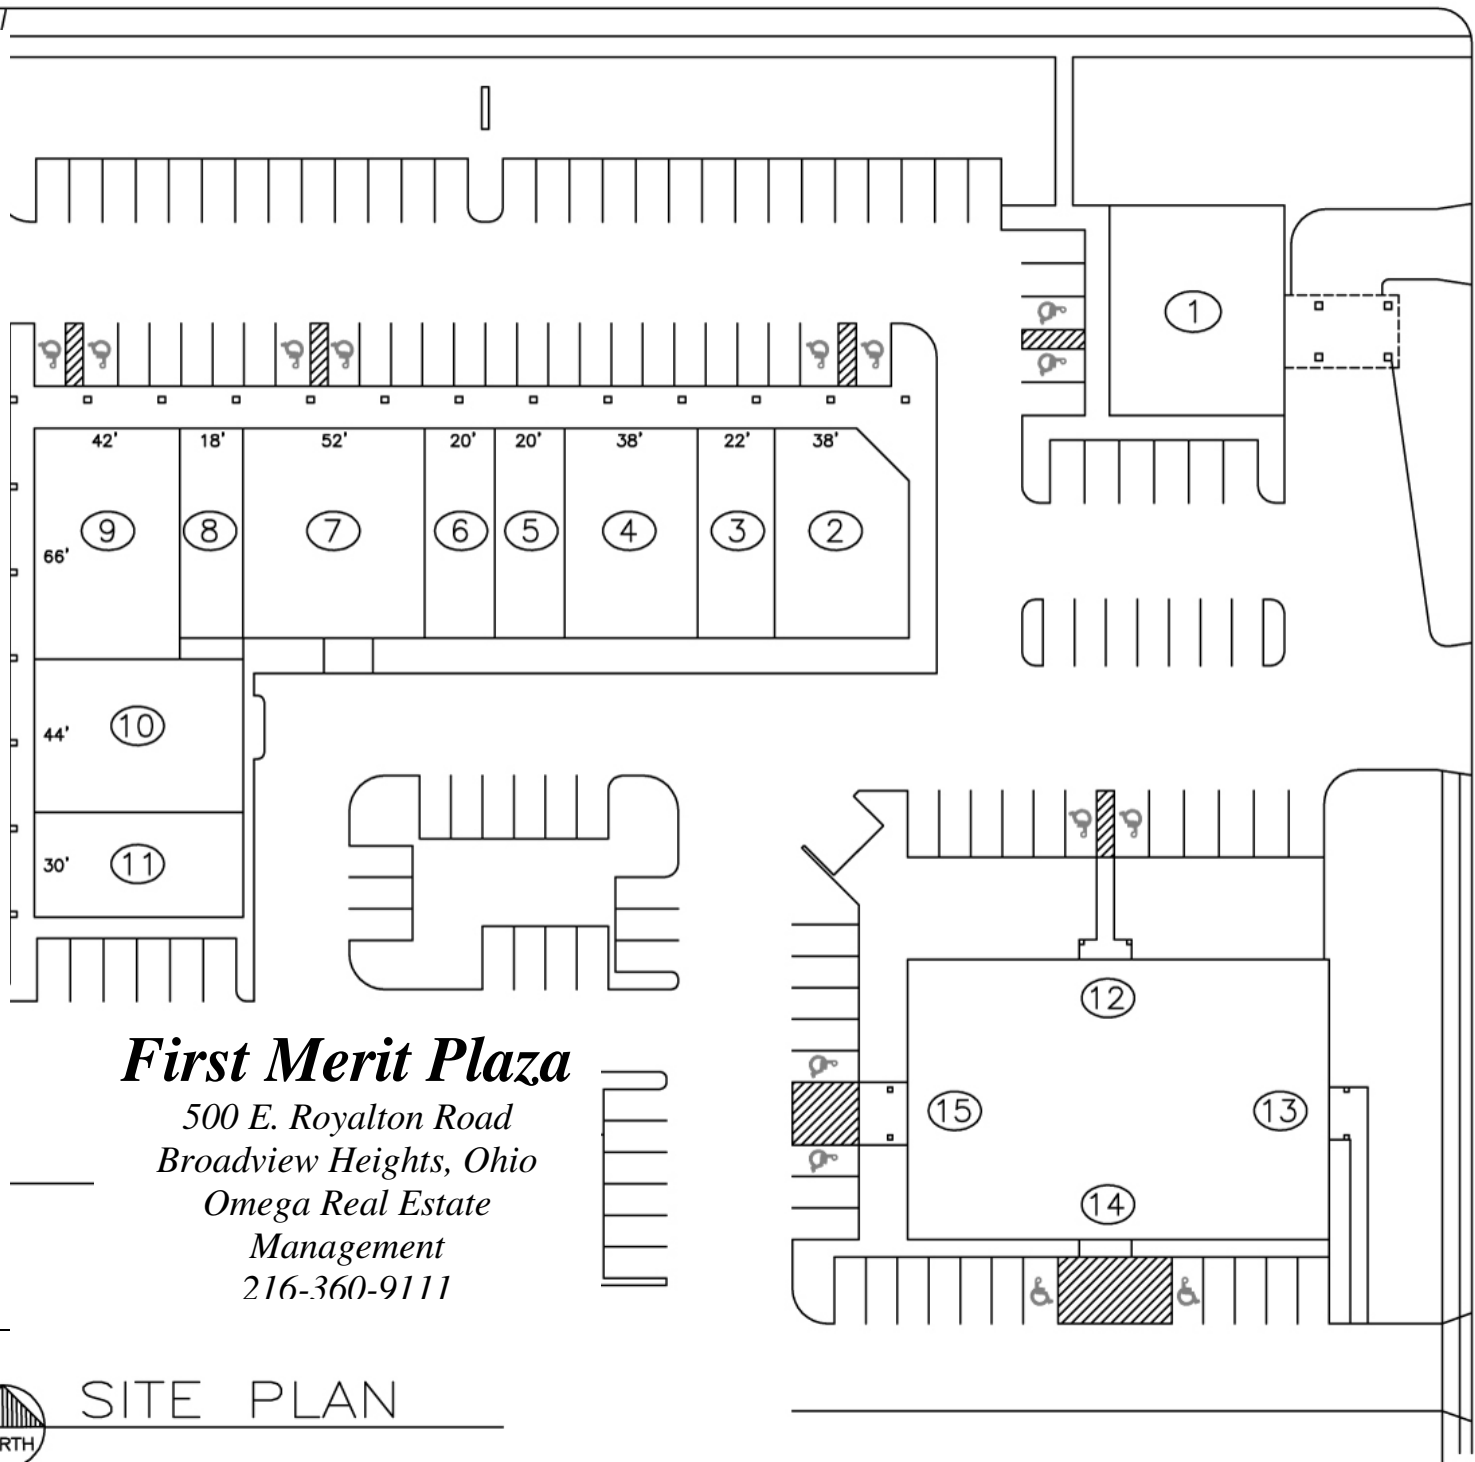 1
42' 18' 52' 20' 20' 38' 22' 38'
9 8 7 6 5 4 3 2
66'
10
44'
11
30'
12
First Merit Plaza
500 E. Royalton Road
15 13
Broadview Heights, Ohio
Omega Real Estate
14
Management
216-360-9111
SITE PLAN
RTH